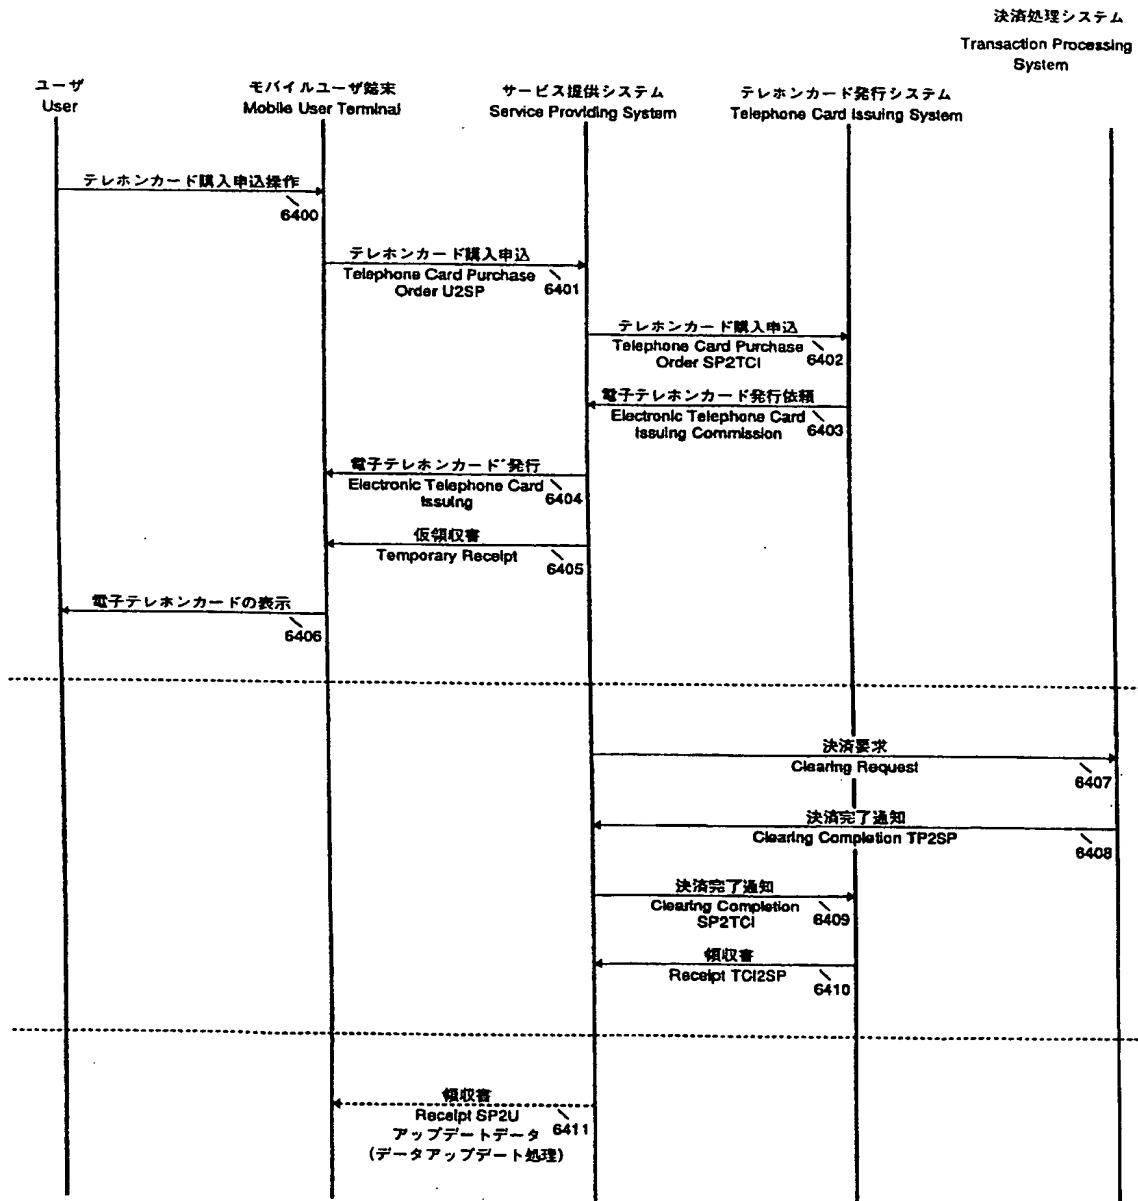 決済処理システム
Transaction Processing
System
ユーザ
User
モバイルユーザ端末
Mobile User Terminal
サービス提供システム
Service Providing System
テレホンカード発行システム
Telephone Card Issuing System
テレホンカード購入申込操作
6400
テレホンカード購入申込
Telephone Card Purchase
Order U2SP
6401
テレホンカード購入申込
Telephone Card Purchase
Order SP2TCI
6402
電子テレホンカード発行依頼
Electronic Telephone Card
Issuing Commission
6403
電子テレホンカード発行
Electronic Telephone Card
Issuing
6404
仮領収書
Temporary Receipt
6405
電子テレホンカードの表示
6406
決済要求
Clearing Request
6407
決済完了通知
Clearing Completion TP2SP
6408
決済完了通知
Clearing Completion
SP2TCI
6409
領収書
Receipt TCI2SP
6410
領収書
Receipt SP2U
6411
アップデートデータ
(データアップデート処理)